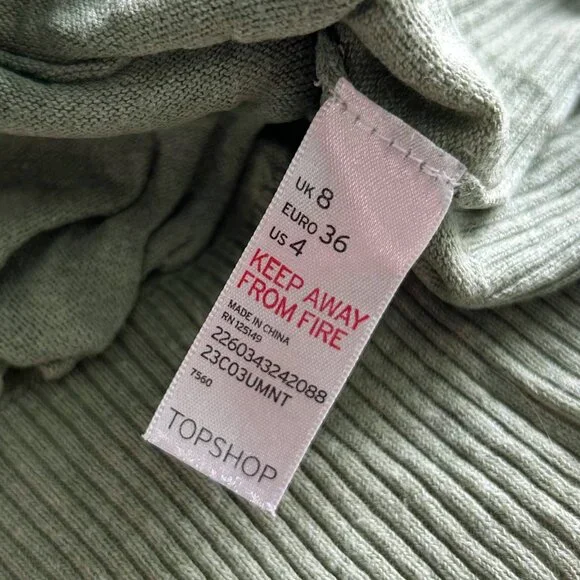 UK 8
EURO 36
US 4
KEEP AWAY
FROM FIRE
MADE IN CHINA
RN 125149
2260343242088
23C03UMNT
7560
TOPSHOP